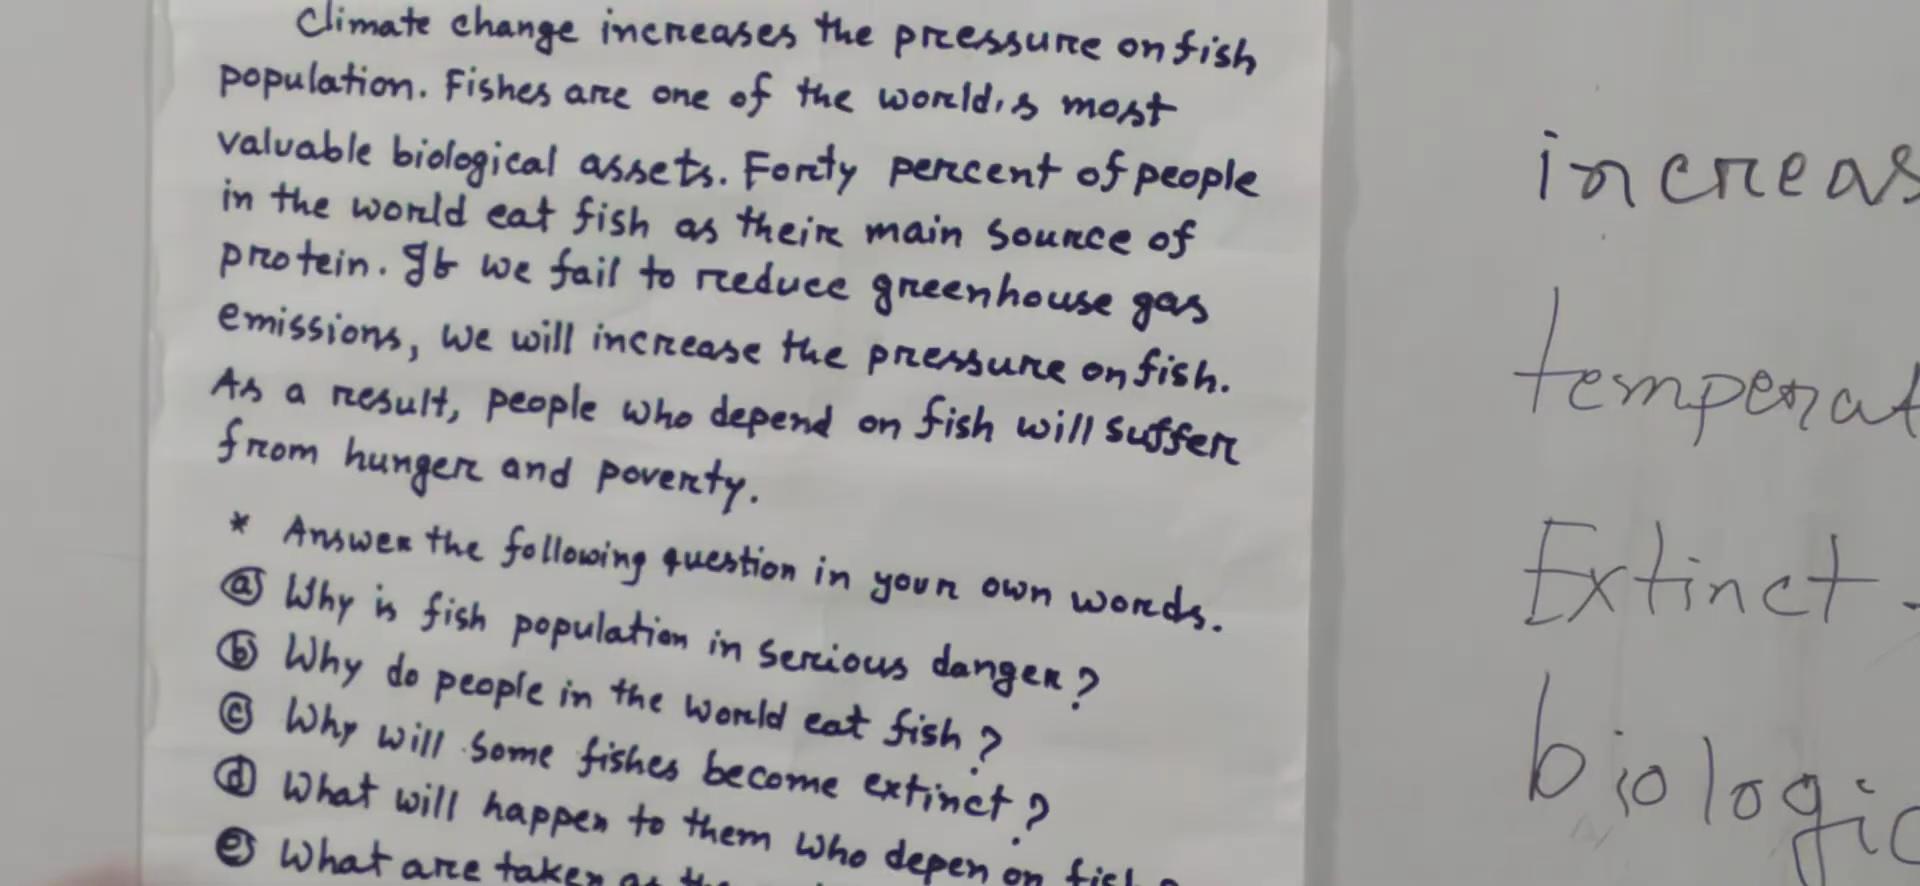 Climate change increases the pressure on fish
population. Fishes are one of the world's most
valuable biological assets. Forty percent of people
in the world eat fish as their main source of
protein. If we fail to reduce greenhouse gas
emissions, we will increase the pressure on fish.
As a result, people who depend on fish will suffer
from hunger and poverty.
* Answer the following question in your own words.
(a) Why is fish population in serious danger?
(b) Why do people in the world eat fish?
(c) Why will some fishes become extinct?
(d) What will happen to them who depen on fish?
(e) What are taken as
increas
temperat
Extinct -
biologic